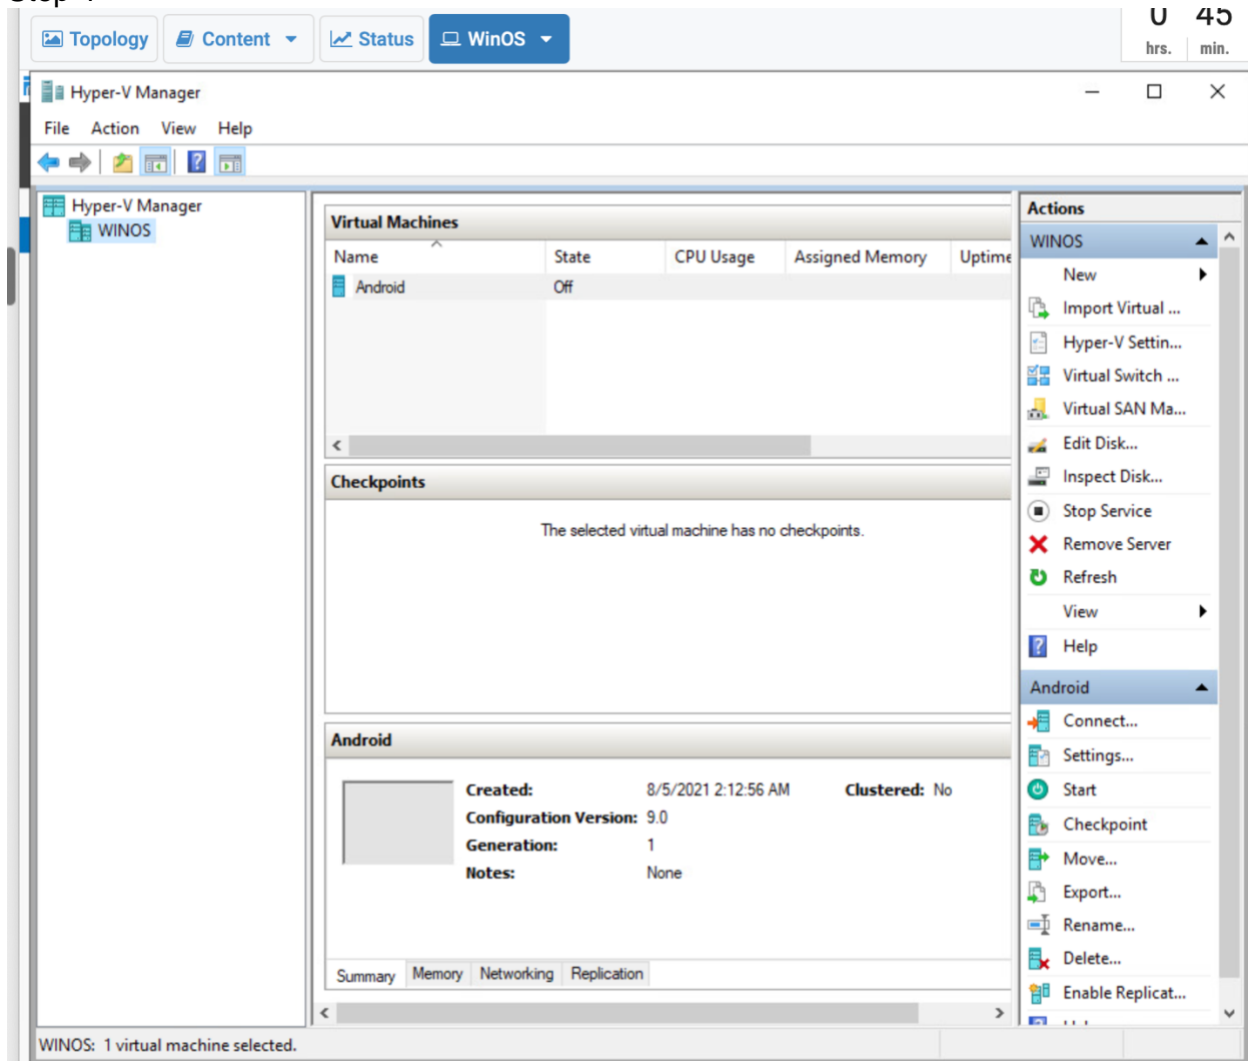 0 45
Topology Content Status WinOS hrs. min.
Hyper-V Manager
File Action View Help
Hyper-V Manager
WINOS
Virtual Machines
Name State CPU Usage Assigned Memory Uptime
Android Off
Checkpoints
The selected virtual machine has no checkpoints.
Android
Created: 8/5/2021 2:12:56 AM Clustered: No
Configuration Version: 9.0
Generation: 1
Notes: None
Summary Memory Networking Replication
Actions
WINOS
New
Import Virtual ...
Hyper-V Settin...
Virtual Switch ...
Virtual SAN Ma...
Edit Disk...
Inspect Disk...
Stop Service
Remove Server
Refresh
View
Help
Android
Connect...
Settings...
Start
Checkpoint
Move...
Export...
Rename...
Delete...
Enable Replicat...
WINOS: 1 virtual machine selected.